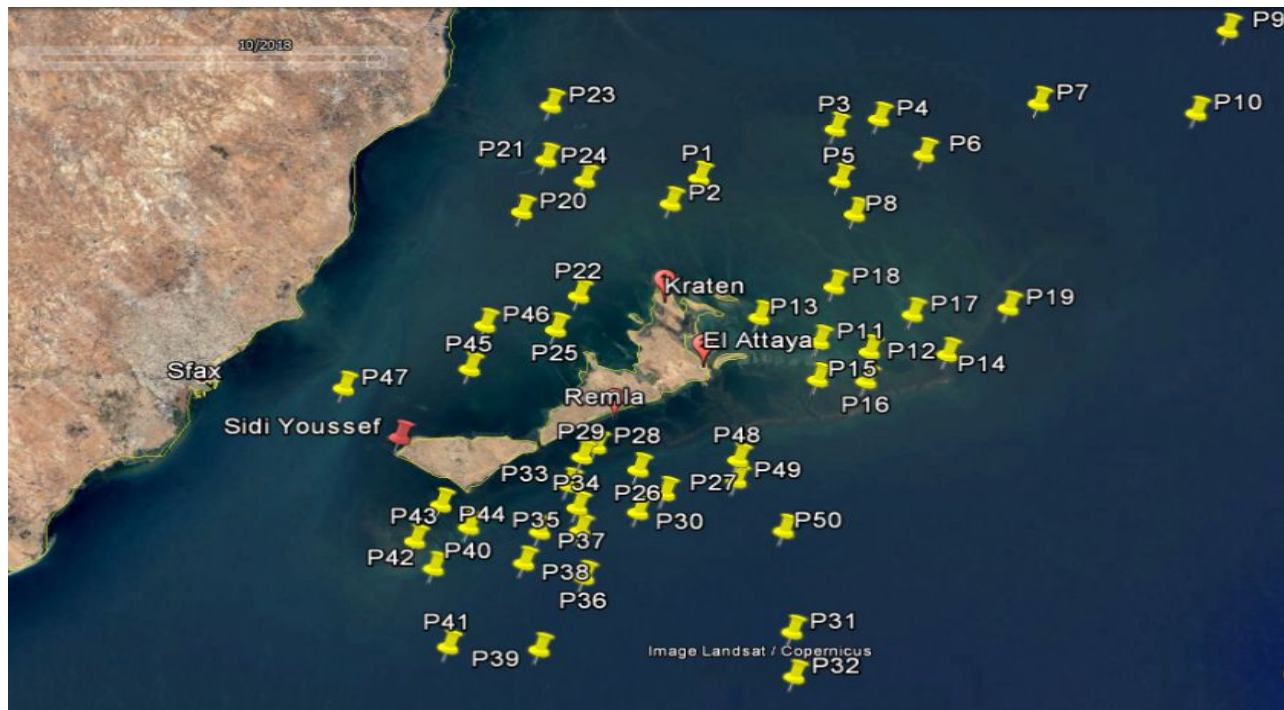 10/2018
P9
P23
P7
P10
P3
P4
P21
P24
P1
P5
P6
P20
P2
P8
P22
Kraten
P18
P13
P17
P19
P46
P25
P45
El Attaya
P11
P12
P14
Sfax
P47
P15
P16
Remla
Sidi Youssef
P29
P28
P48
P33
P34
P26
P27
P49
P43
P44
P35
P37
P30
P50
P42
P40
P38
P36
P41
P39
P31
Image Landsat / Copernicus
P32